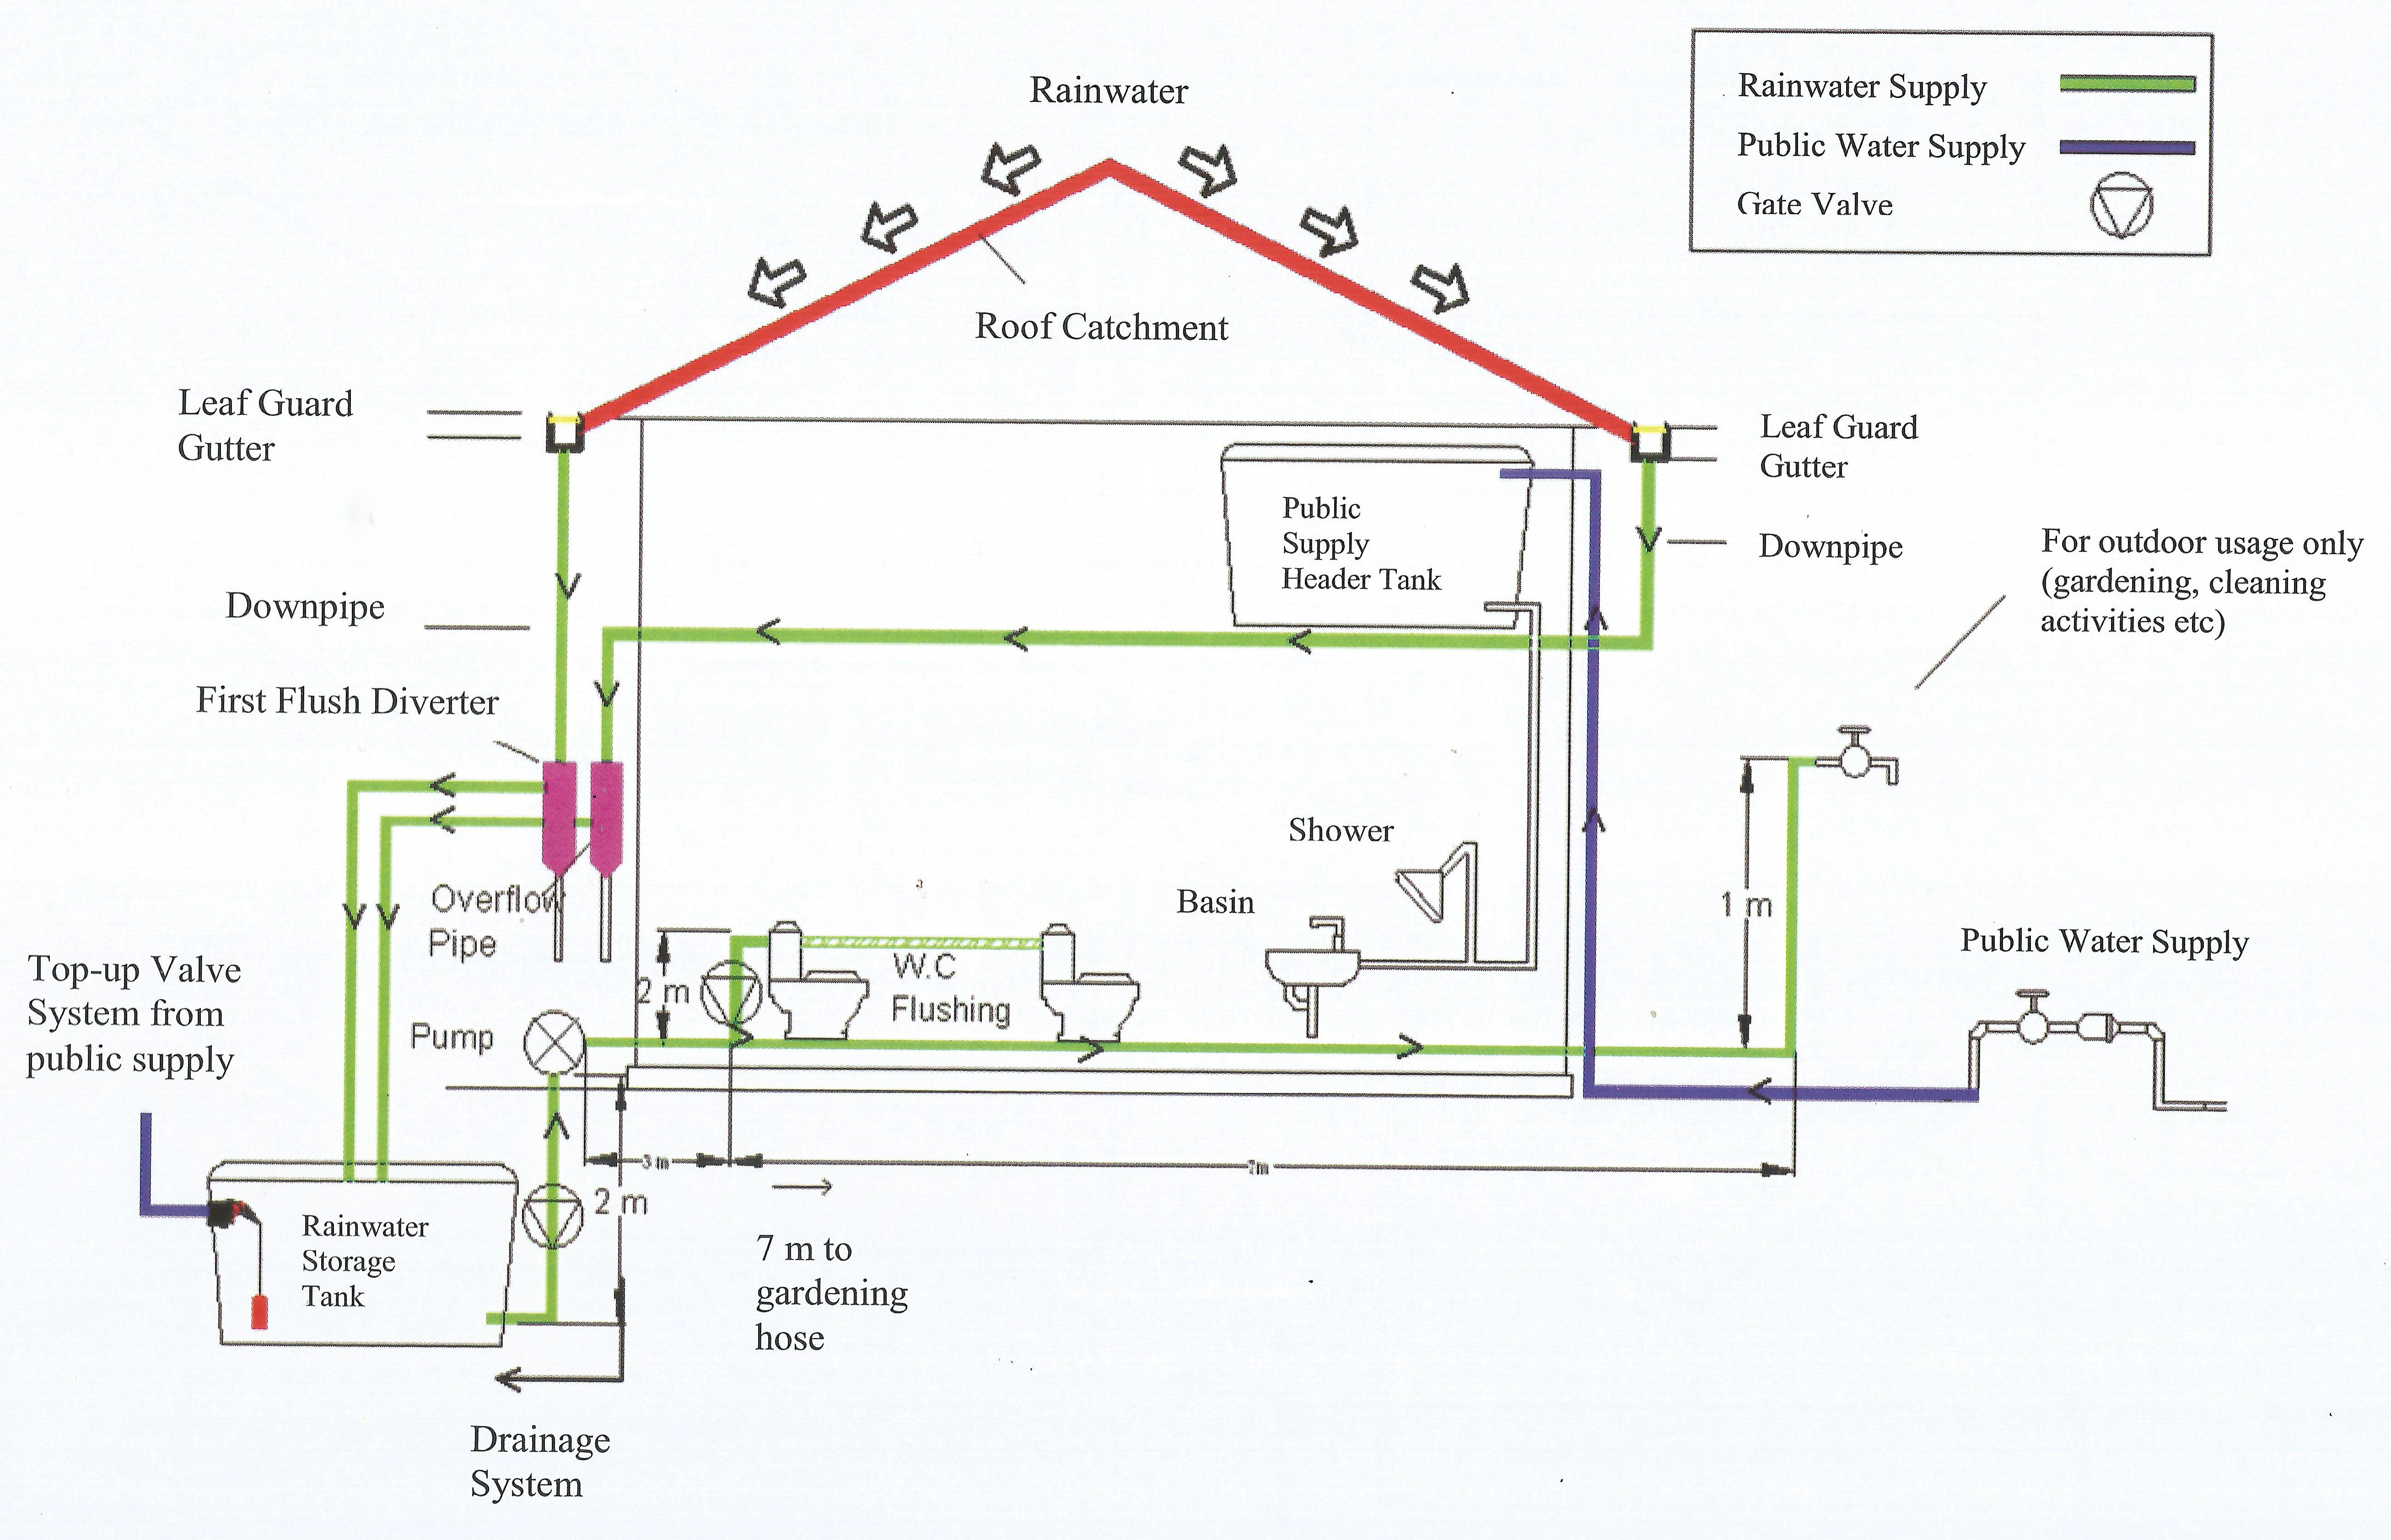 Rainwater
Rainwater Supply
Public Water Supply
Gate Valve
Roof Catchment
Leaf Guard
Gutter
Leaf Guard
Gutter
Public
Supply
Header Tank
Downpipe
For outdoor usage only
(gardening, cleaning
activities etc)
Downpipe
First Flush Diverter
Shower
Basin
Overflow
Pipe
1 m
Public Water Supply
Top-up Valve
System from
public supply
2 m
W.C
Flushing
Pump
3 m
7m
2 m
Rainwater
Storage
Tank
7 m to
gardening
hose
Drainage
System